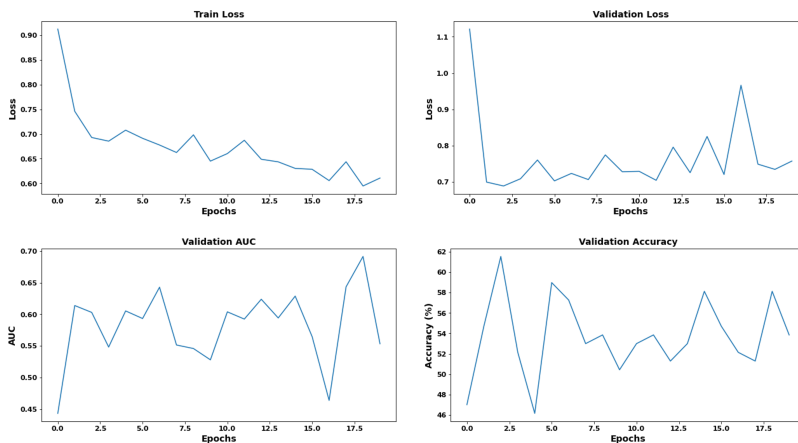 Train Loss
Loss
0.90
0.85
0.80
0.75
0.70
0.65
0.60
0.0 2.5 5.0 7.5 10.0 12.5 15.0 17.5
Epochs
Validation Loss
Loss
1.1
1.0
0.9
0.8
0.7
0.0 2.5 5.0 7.5 10.0 12.5 15.0 17.5
Epochs
Validation AUC
AUC
0.70
0.65
0.60
0.55
0.50
0.45
0.0 2.5 5.0 7.5 10.0 12.5 15.0 17.5
Epochs
Validation Accuracy
Accuracy (%)
62
60
58
56
54
52
50
48
46
0.0 2.5 5.0 7.5 10.0 12.5 15.0 17.5
Epochs